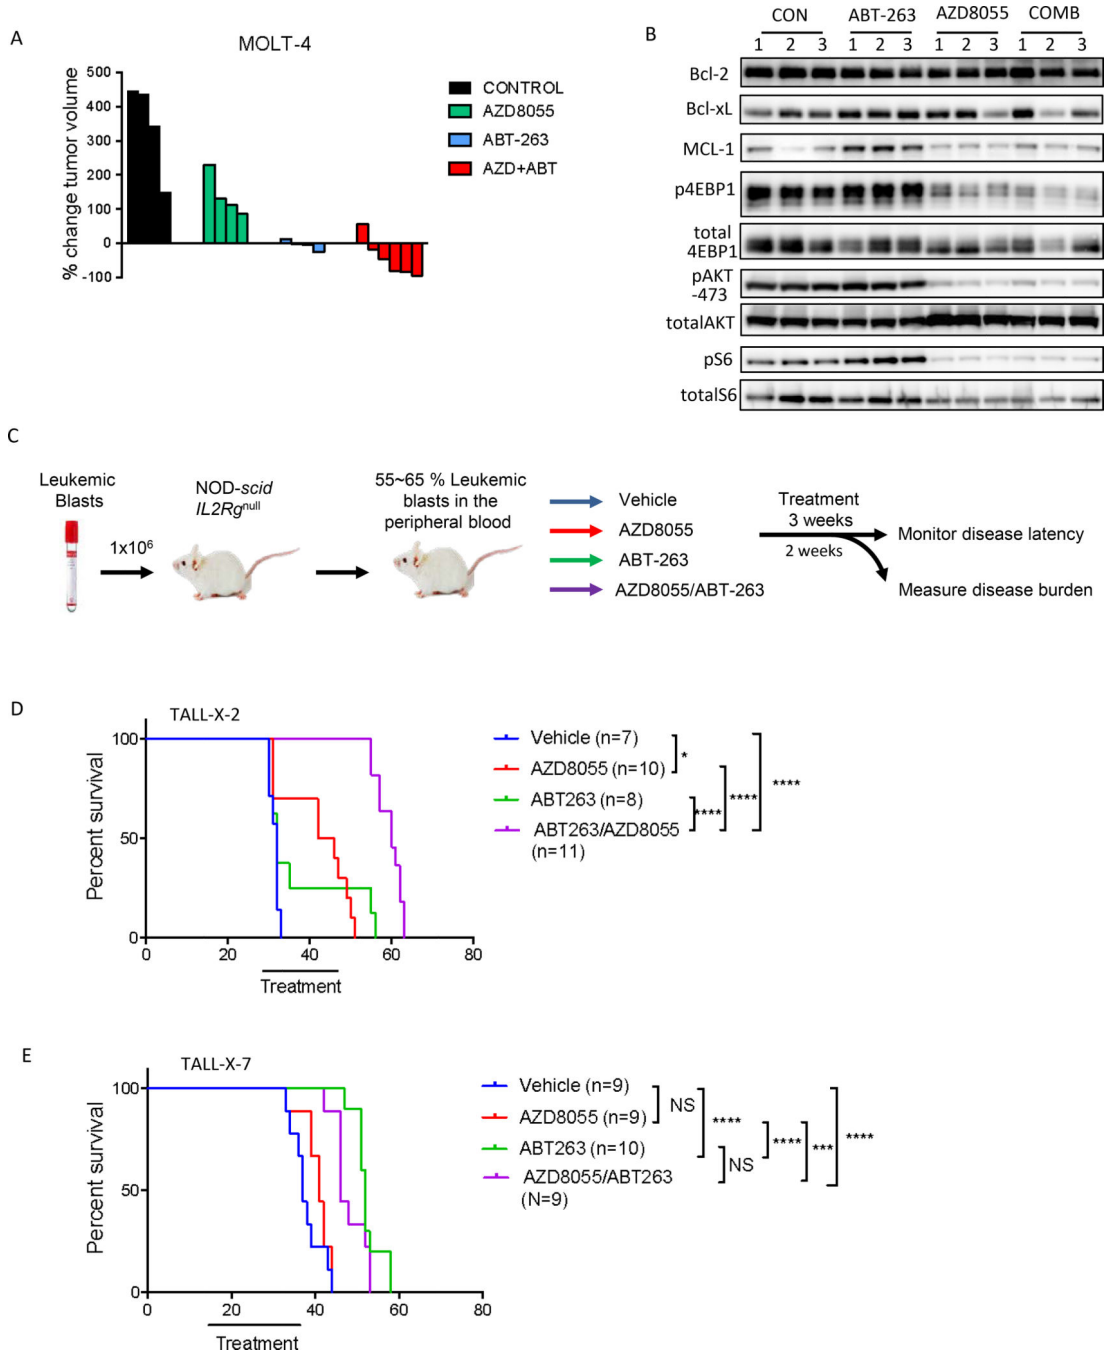 A
MOLT-4
% change tumor volume
500
400
300
200
100
0
-100
CONTROL
AZD8055
ABT-263
AZD+ABT
B
CON ABT-263 AZD8055 COMB
1 2 3 1 2 3 1 2 3 1 2 3
Bcl-2
Bcl-xL
MCL-1
p4EBP1
total
4EBP1
pAKT
-473
totalAKT
pS6
totalS6
C
Leukemic
Blasts
1x10⁶
NOD-scid
IL2Rgnull
55~65 % Leukemic
blasts in the
peripheral blood
Vehicle
AZD8055
ABT-263
AZD8055/ABT-263
Treatment
3 weeks
2 weeks
Monitor disease latency
Measure disease burden
D
TALL-X-2
Percent survival
100
50
0
0 20 40 60 80
Treatment
Vehicle (n=7)
AZD8055 (n=10)
ABT263 (n=8)
ABT263/AZD8055
(n=11)
*
****
****
****
E
TALL-X-7
Percent survival
100
50
0
0 20 40 60 80
Treatment
Vehicle (n=9)
AZD8055 (n=9)
ABT263 (n=10)
AZD8055/ABT263
(N=9)
NS
****
NS
****
***
****